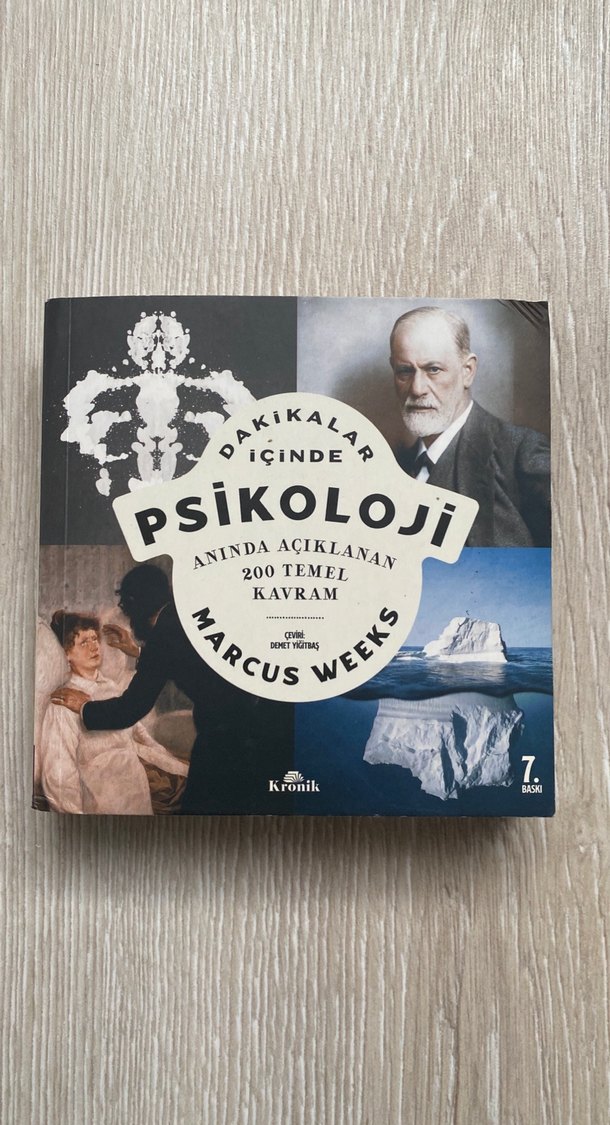 DAKİKALAR
İÇİNDE
PSİKOLOJİ
ANINDA AÇIKLANAN
200 TEMEL
KAVRAM
ÇEVİRİ:
DEMET YİĞİTBAŞ
MARCUS WEEKS
Kronik
7.
BASKI